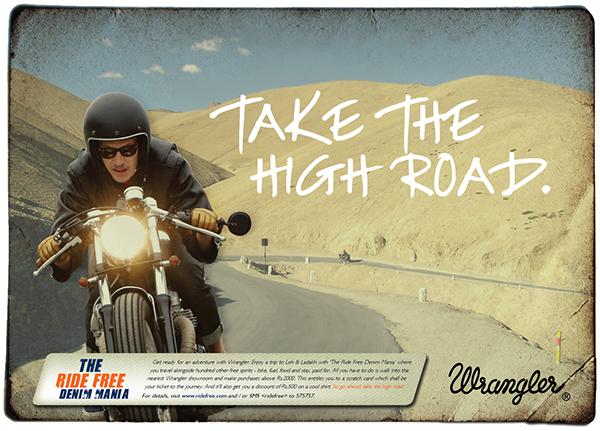 TAKE THE
HIGH ROAD.
THE
RIDE FREE
DENIM MANIA
Get ready for an adventure with Wrangler. Enjoy a trip to Leh & Ladakh with 'The Ride Free Denim Mania' where
you travel alongside hundred other free spirits - bike, fuel, food and stay, paid for. All you have to do is walk into the
nearest Wrangler showroom and make purchases above Rs.2000. This entitles you to a scratch card which shall be
your ticket to the journey. And it'll also get you a discount of Rs.500 on a cool shirt. So go ahead take the high road!
For details, visit www.ridefree.com and / or SMS <ridefree> to 575757.
Wrangler®